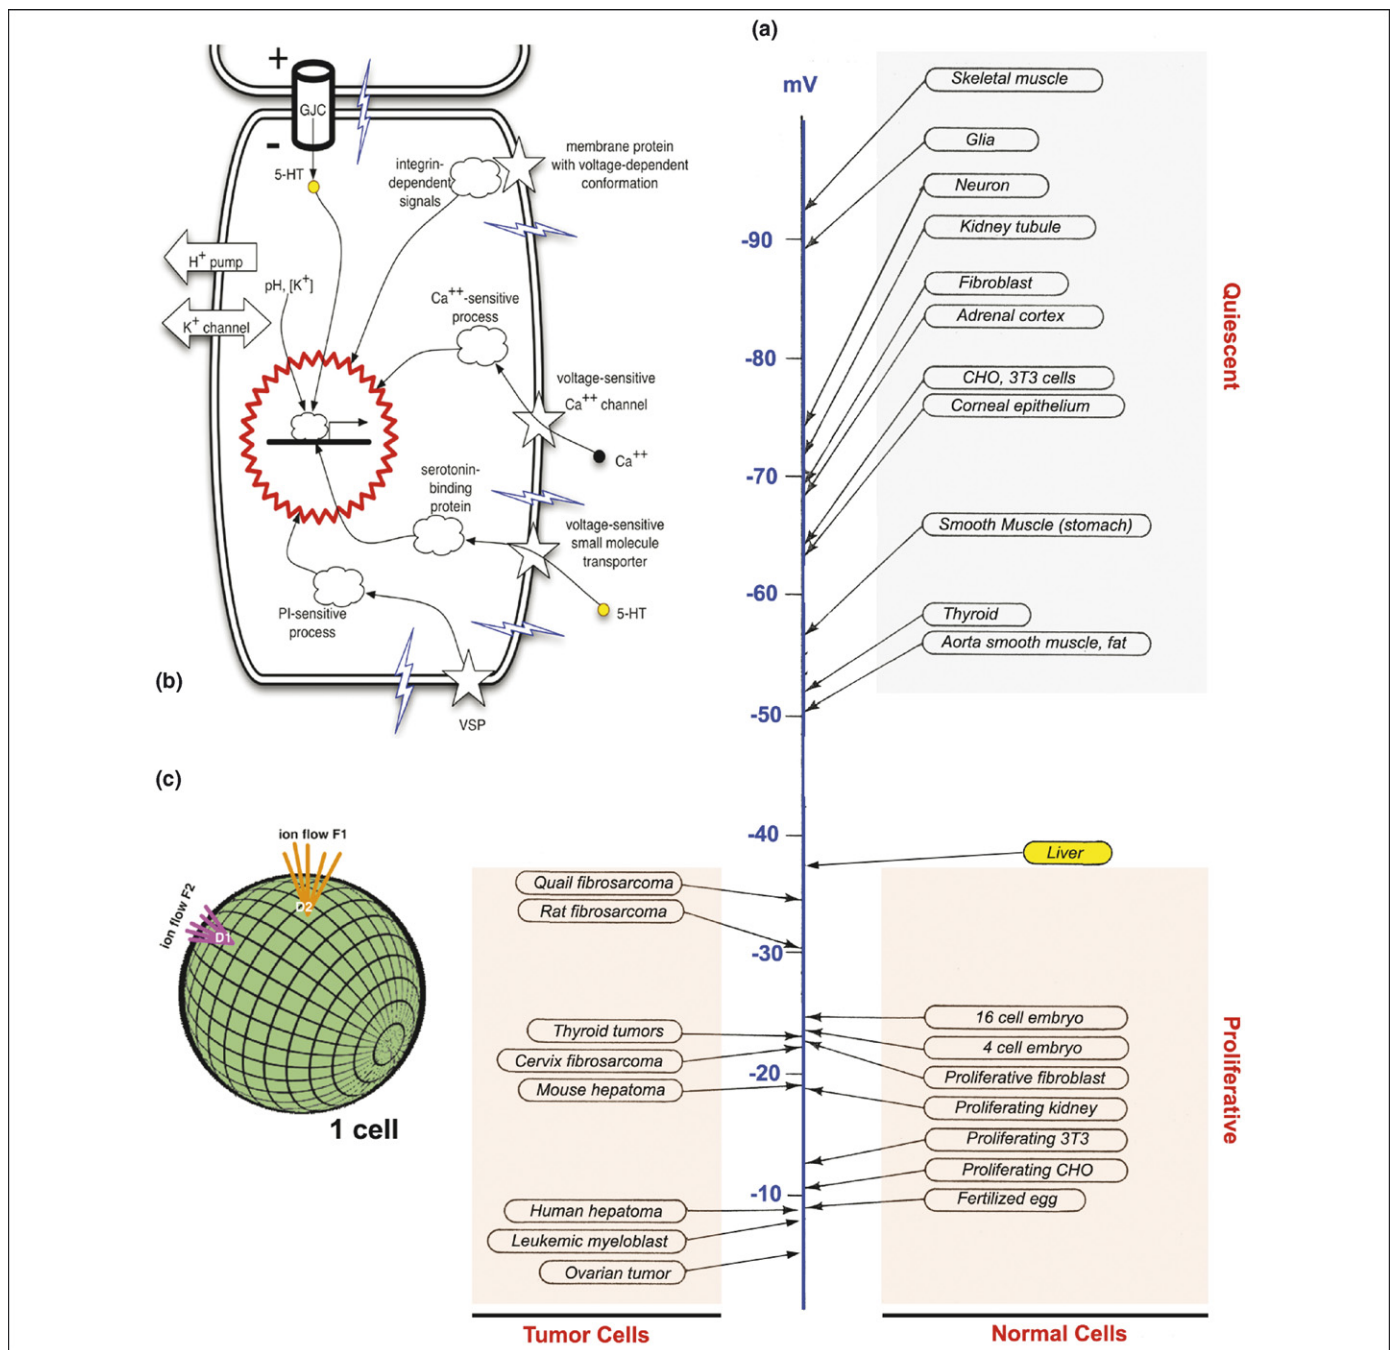 (a)
mV
Skeletal muscle
Glia
Neuron
Kidney tubule
Fibroblast
Adrenal cortex
CHO, 3T3 cells
Corneal epithelium
Smooth Muscle (stomach)
Thyroid
Aorta smooth muscle, fat
Quiescent
-90
-80
-70
-60
-50
-40
-30
-20
-10
Liver
16 cell embryo
4 cell embryo
Proliferative fibroblast
Proliferating kidney
Proliferating 3T3
Proliferating CHO
Fertilized egg
Proliferative
Normal Cells
Quail fibrosarcoma
Rat fibrosarcoma
Thyroid tumors
Cervix fibrosarcoma
Mouse hepatoma
Human hepatoma
Leukemic myeloblast
Ovarian tumor
Tumor Cells
+
GJC
-
5-HT
integrin-
dependent
signals
membrane protein
with voltage-dependent
conformation
H+ pump
pH, [K+]
K+ channel
Ca++-sensitive
process
voltage-sensitive
Ca++ channel
Ca++
serotonin-
binding
protein
voltage-sensitive
small molecule
transporter
5-HT
PI-sensitive
process
VSP
(b)
(c)
ion flow F1
ion flow F2
D2
D1
1 cell